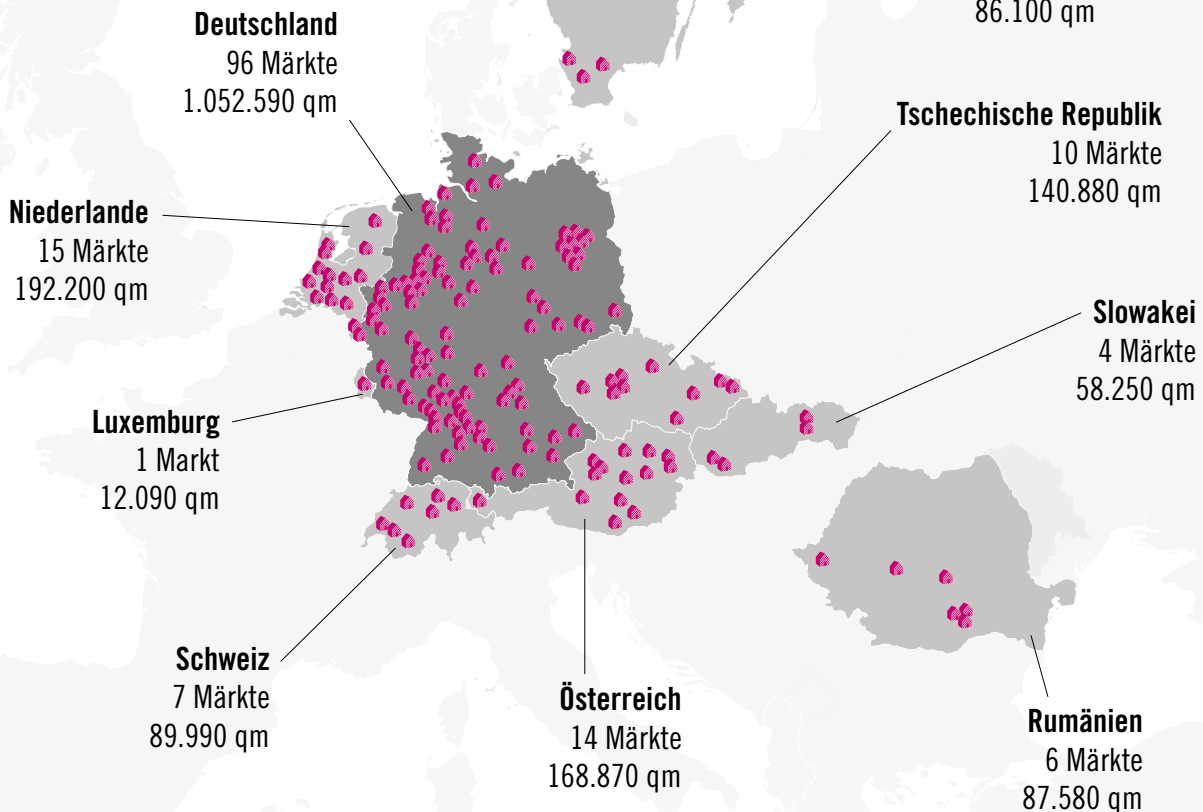 86.100 qm
Deutschland
96 Märkte
1.052.590 qm
Tschechische Republik
10 Märkte
140.880 qm
Niederlande
15 Märkte
192.200 qm
Slowakei
4 Märkte
58.250 qm
Luxemburg
1 Markt
12.090 qm
Schweiz
7 Märkte
89.990 qm
Österreich
14 Märkte
168.870 qm
Rumänien
6 Märkte
87.580 qm